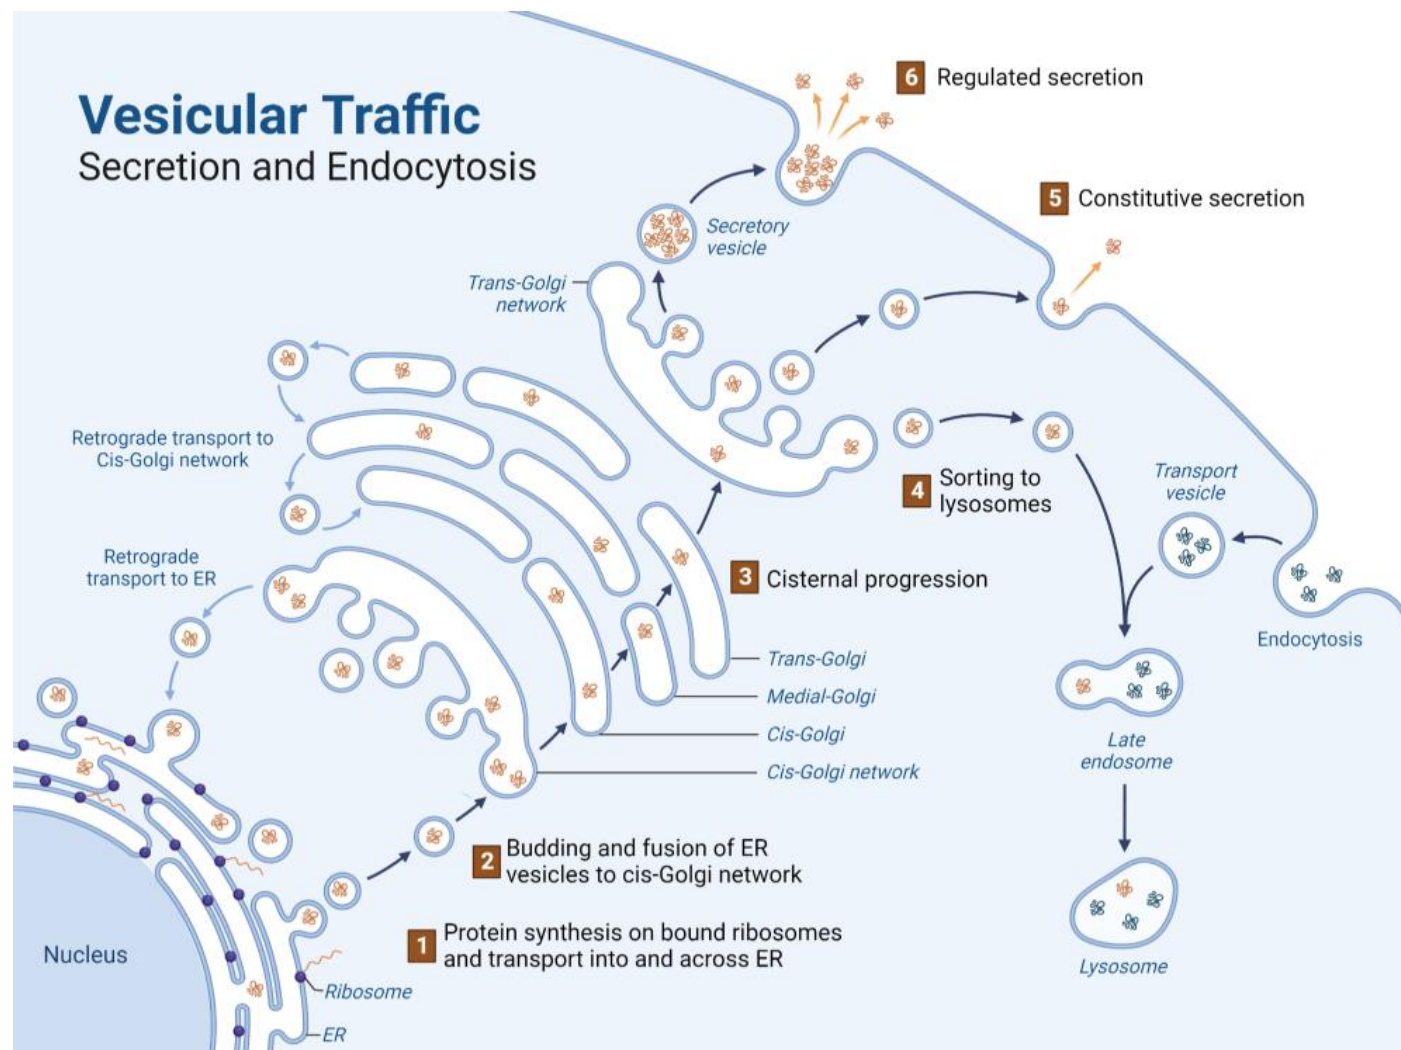 Vesicular Traffic
Secretion and Endocytosis
6 Regulated secretion
5 Constitutive secretion
Secretory
vesicle
Trans-Golgi
network
Retrograde transport to
Cis-Golgi network
4 Sorting to
lysosomes
Transport
vesicle
Retrograde
transport to ER
3 Cisternal progression
Endocytosis
Trans-Golgi
Medial-Golgi
Cis-Golgi
Cis-Golgi network
Late
endosome
2 Budding and fusion of ER
vesicles to cis-Golgi network
1 Protein synthesis on bound ribosomes
and transport into and across ER
Nucleus
Lysosome
Ribosome
ER